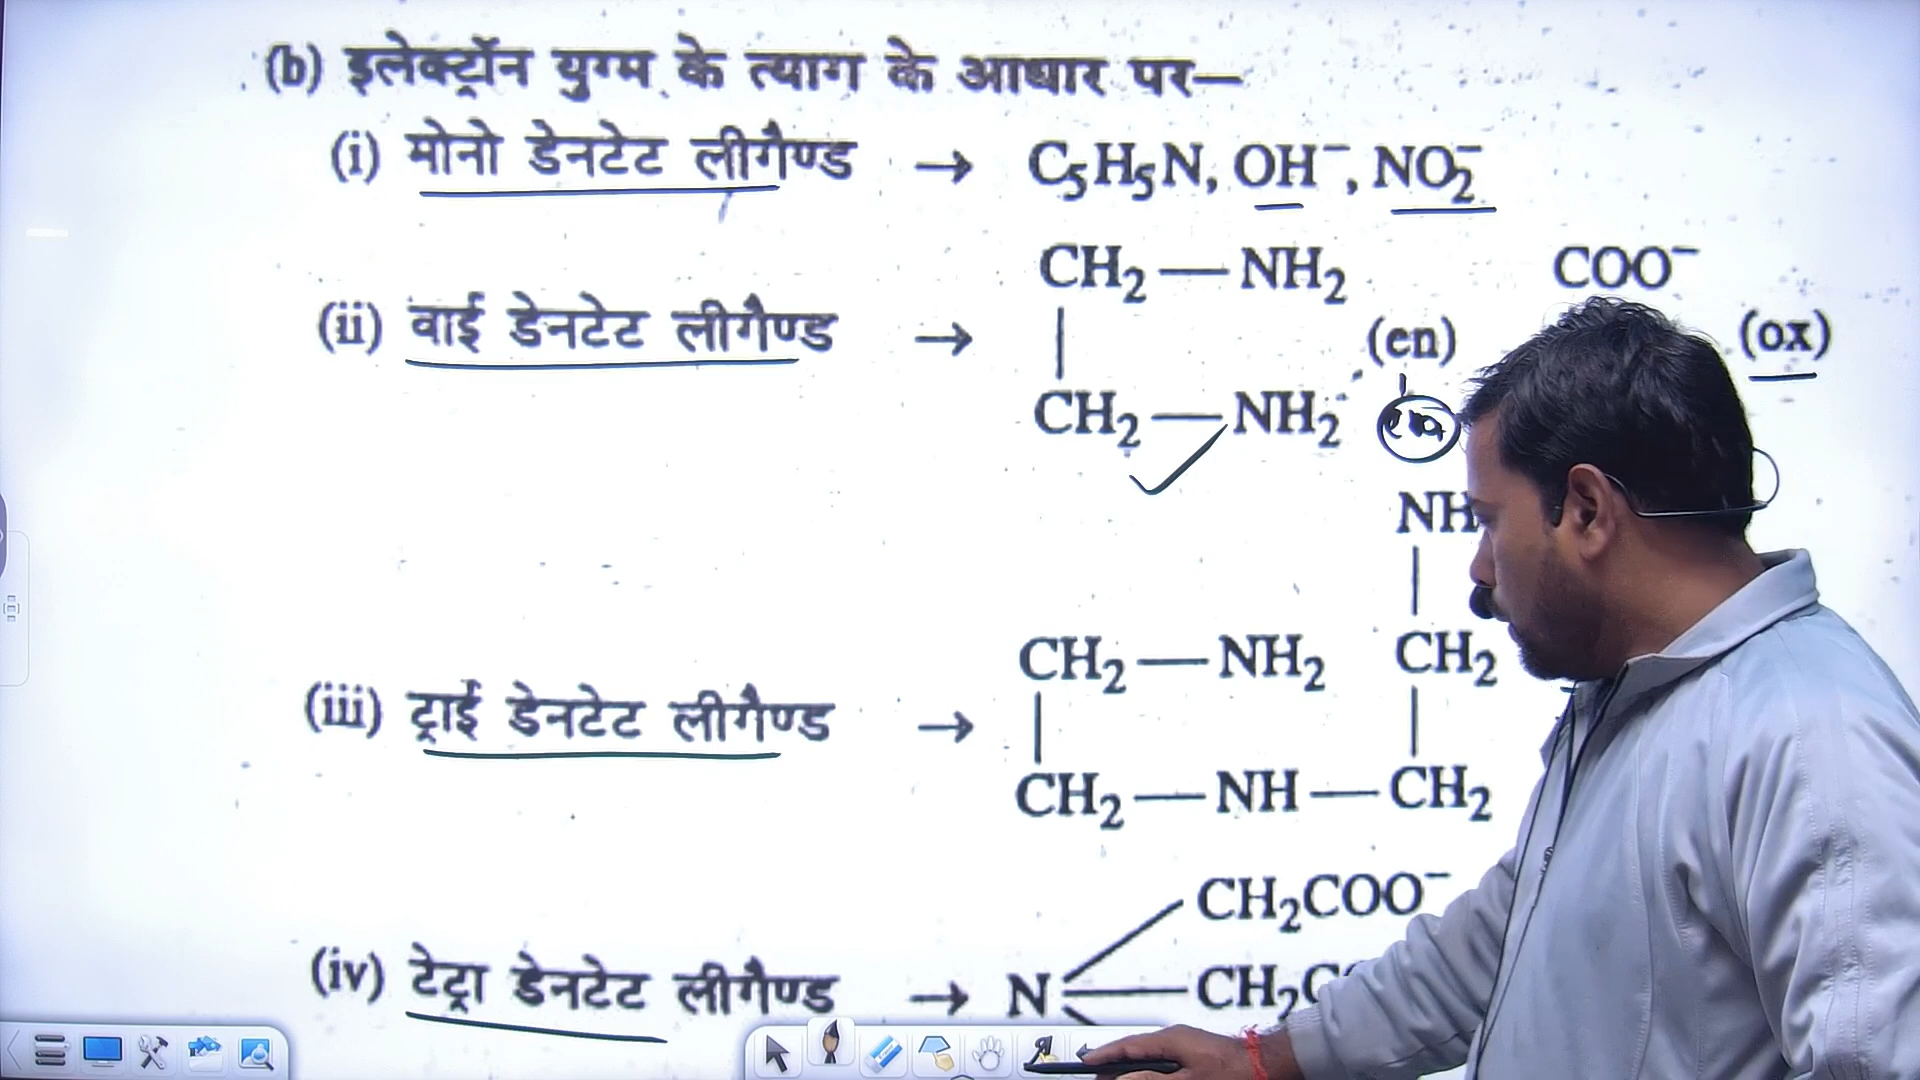 (b) इलेक्ट्रॉन युग्म के त्याग के आधार पर—
(i) मोनो डेनटेट लीगैण्ड → C₅H₅N, OH⁻, NO₂⁻
CH₂—NH₂ COO⁻
(ii) वाई डेनटेट लीगैण्ड → | (en) (ox)
CH₂—NH₂
NH
|
(iii) ट्राई डेनटेट लीगैण्ड → CH₂—NH₂ CH₂
| |
CH₂—NH—CH₂
CH₂COO⁻
(iv) टेट्रा डेनटेट लीगैण्ड → N CH₂C